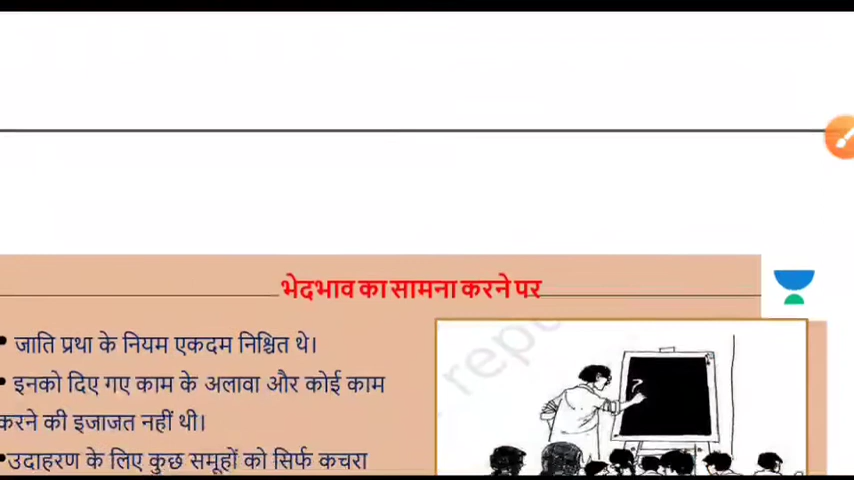 भेदभाव का सामना करने पर
• जाति प्रथा के नियम एकदम निश्चित थे।
• इनको दिए गए काम के अलावा और कोई काम
करने की इजाजत नहीं थी।
•उदाहरण के लिए कुछ समूहों को सिर्फ कचरा